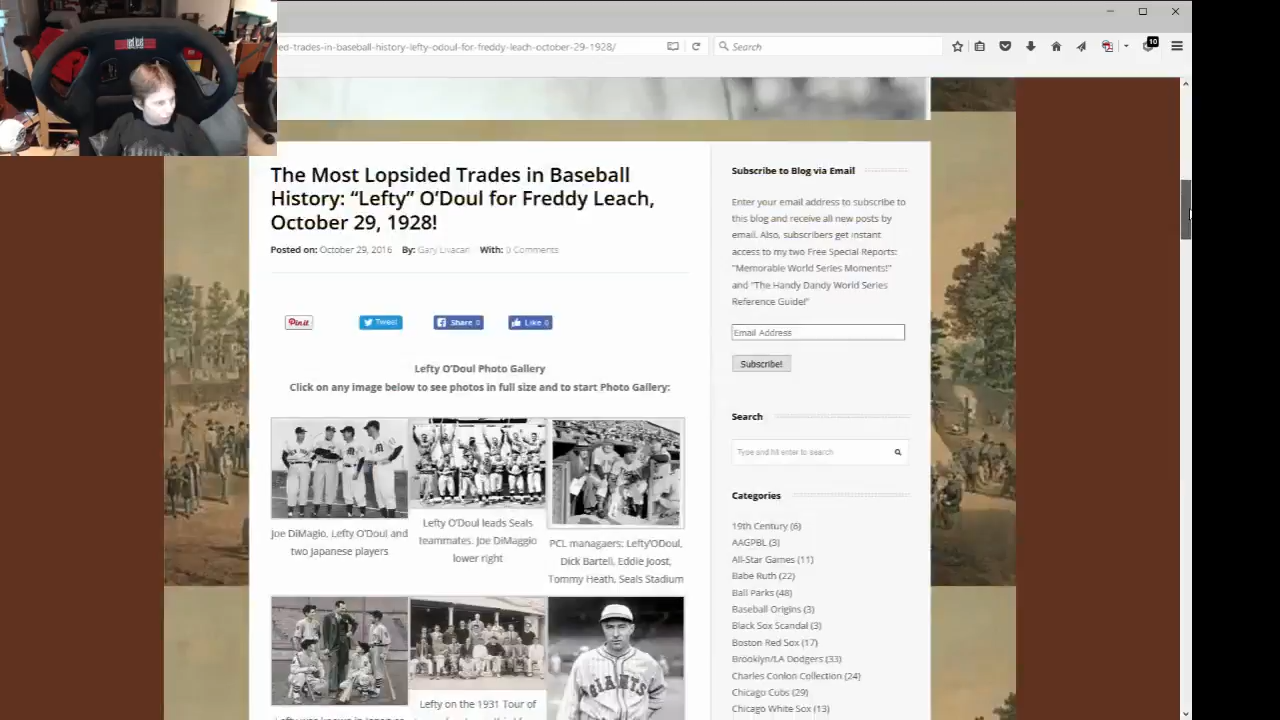 ed-trades-in-baseball-history-lefty-odoul-for-freddy-leach-october-29-1928/
Search
10
The Most Lopsided Trades in Baseball
History: “Lefty” O’Doul for Freddy Leach,
October 29, 1928!
Posted on: October 29, 2016 By: Gary Livacari With: 0 Comments
Pinit
Tweet
Share 0
Like 0
Lefty O’Doul Photo Gallery
Click on any image below to see photos in full size and to start Photo Gallery:
Joe DiMagio, Lefty O’Doul and
two Japanese players
Lefty O’Doul leads Seals
teammates. Joe DiMaggio
lower right
PCL managaers: Lefty’ODoul,
Dick Bartell, Eddie Joost,
Tommy Heath, Seals Stadium
GIANTS
Lefty on the 1931 Tour of
Subscribe to Blog via Email
Enter your email address to subscribe to
this blog and receive all new posts by
email. Also, subscribers get instant
access to my two Free Special Reports:
"Memorable World Series Moments!"
and "The Handy Dandy World Series
Reference Guide!"
Email Address
Subscribe!
Search
Type and hit enter to search
Categories
19th Century (6)
AAGPBL (3)
All-Star Games (11)
Babe Ruth (22)
Ball Parks (48)
Baseball Origins (3)
Black Sox Scandal (3)
Boston Red Sox (17)
Brooklyn/LA Dodgers (33)
Charles Conlon Collection (24)
Chicago Cubs (29)
Chicago White Sox (13)